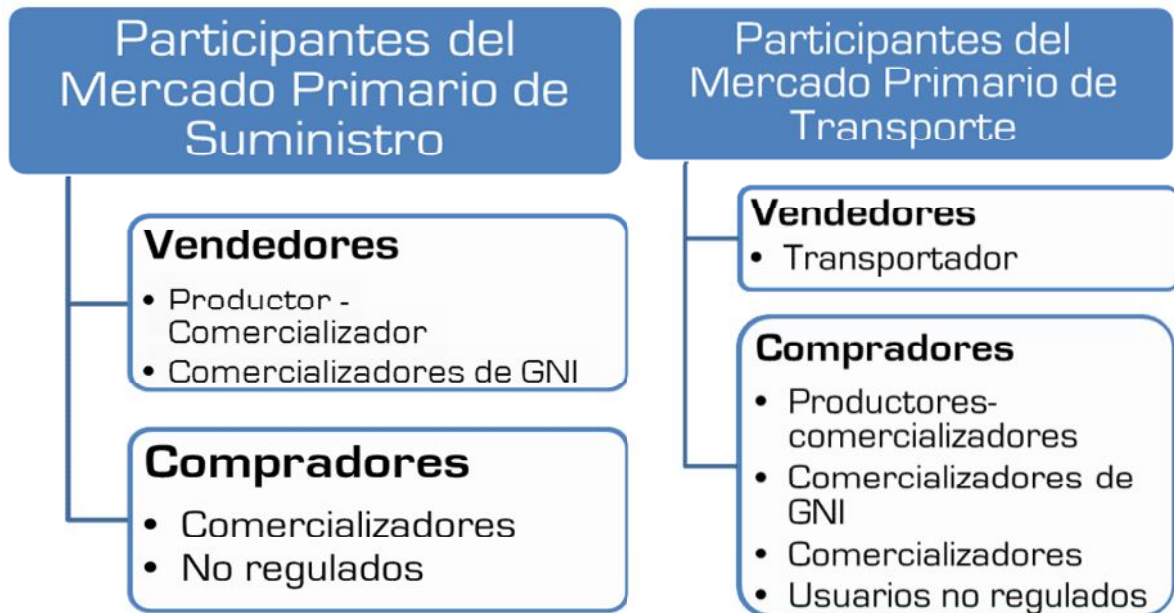 Participantes del
Mercado Primario de
Suministro
Vendedores
• Productor -
Comercializador
• Comercializadores de GNI
Compradores
• Comercializadores
• No regulados
Participantes del
Mercado Primario de
Transporte
Vendedores
• Transportador
Compradores
• Productores-
comercializadores
• Comercializadores de
GNI
• Comercializadores
• Usuarios no regulados